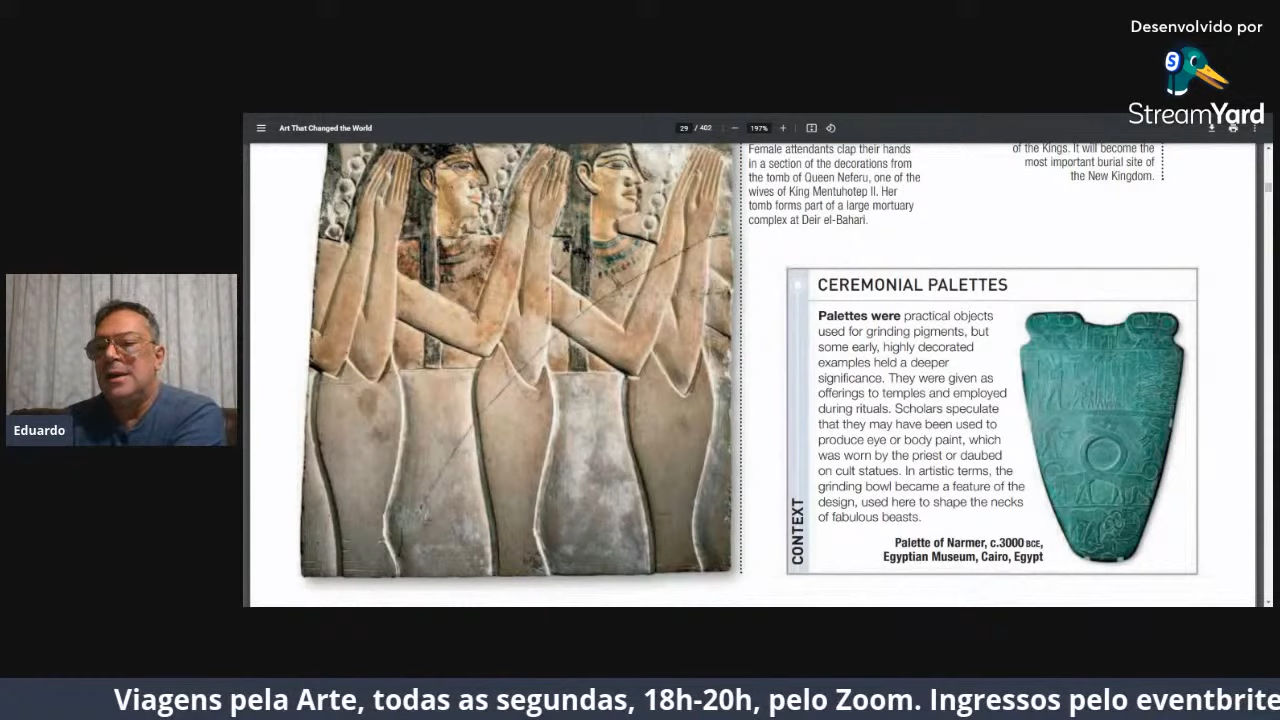 Desenvolvido por
StreamYard
Art That Changed the World
29 / 402
197%
Female attendants clap their hands
in a section of the decorations from
the tomb of Queen Neferu, one of the
wives of King Mentuhotep II. Her
tomb forms part of a large mortuary
complex at Deir el-Bahari.
of the Kings. It will become the
most important burial site of
the New Kingdom.
CEREMONIAL PALETTES
Palettes were practical objects
used for grinding pigments, but
some early, highly decorated
examples held a deeper
significance. They were given as
offerings to temples and employed
during rituals. Scholars speculate
that they may have been used to
produce eye or body paint, which
was worn by the priest or daubed
on cult statues. In artistic terms, the
grinding bowl became a feature of the
design, used here to shape the necks
of fabulous beasts.
CONTEXT
Palette of Narmer, c.3000 BCE,
Egyptian Museum, Cairo, Egypt
Eduardo
Viagens pela Arte, todas as segundas, 18h-20h, pelo Zoom. Ingressos pelo eventbrite